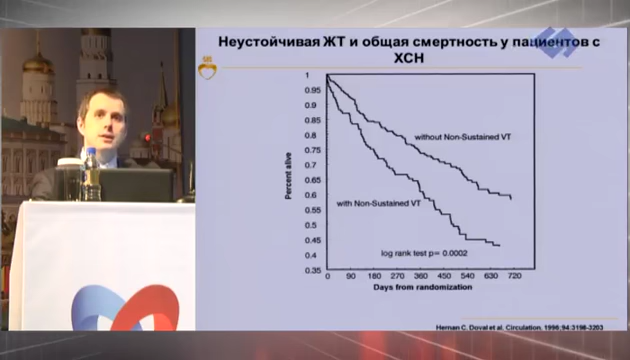 Неустойчивая ЖТ и общая смертность у пациентов с
ХСН
1
0.95
0.9
0.85
0.8
0.75
0.7
0.65
0.6
0.55
0.5
0.45
0.4
0.35
Percent alive
without Non-Sustained VT
with Non-Sustained VT
log rank test p= 0.0002
0 90 180 270 360 450 540 630 720
Days from randomization
Hernan C. Doval et al. Circulation. 1996;94:3198-3203